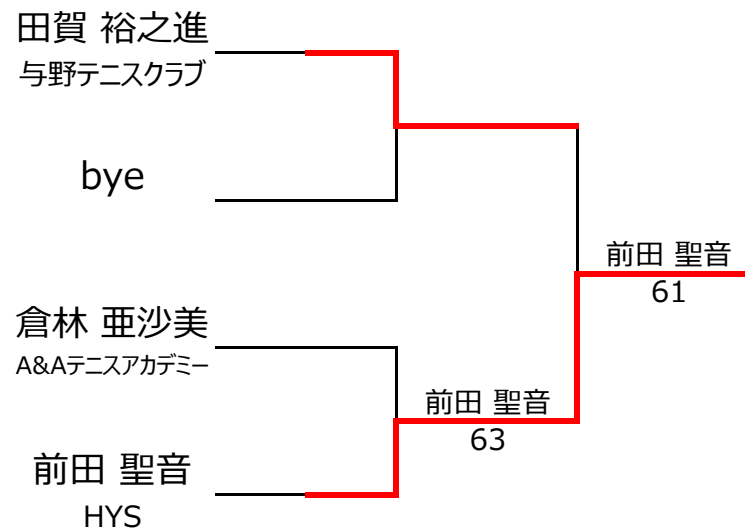 田賀 裕之進
与野テニスクラブ
bye
倉林 亜沙美
A&Aテニスアカデミー
前田 聖音
HYS
前田 聖音
63
前田 聖音
61